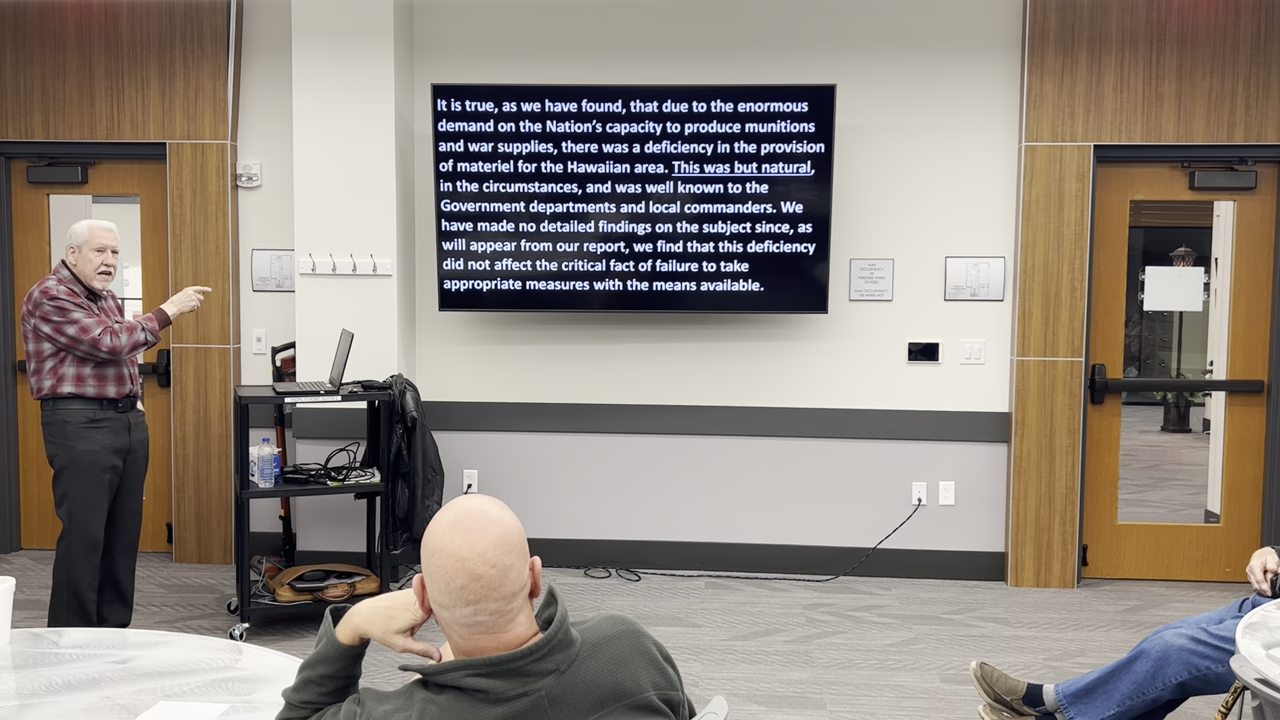 It is true, as we have found, that due to the enormous
demand on the Nation's capacity to produce munitions
and war supplies, there was a deficiency in the provision
of materiel for the Hawaiian area. This was but natural,
in the circumstances, and was well known to the
Government departments and local commanders. We
have made no detailed findings on the subject since, as
will appear from our report, we find that this deficiency
did not affect the critical fact of failure to take
appropriate measures with the means available.